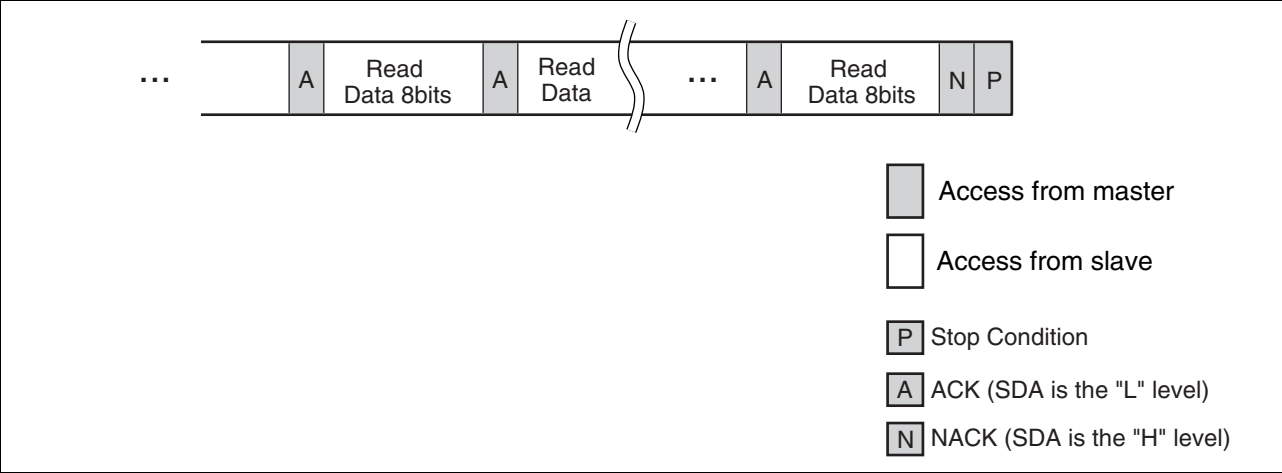 ... A Read Data 8bits A Read Data ... A Read Data 8bits N P
Access from master
Access from slave
P Stop Condition
A ACK (SDA is the "L" level)
N NACK (SDA is the "H" level)